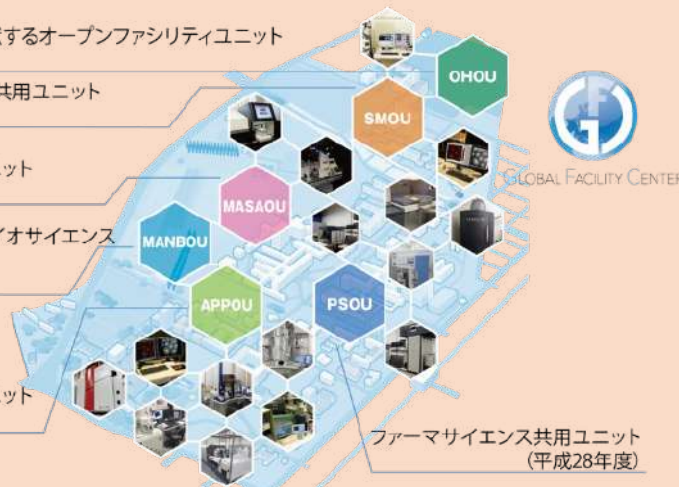 するオープンファシリティユニット
共用ユニット
ニット
イオサイエンス
ニット
OHOU
SMOU
MASAOU
MANBOU
APPOU
PSOU
GFC
GLOBAL FACILITY CENTER
ファーマサイエンス共用ユニット
(平成28年度)